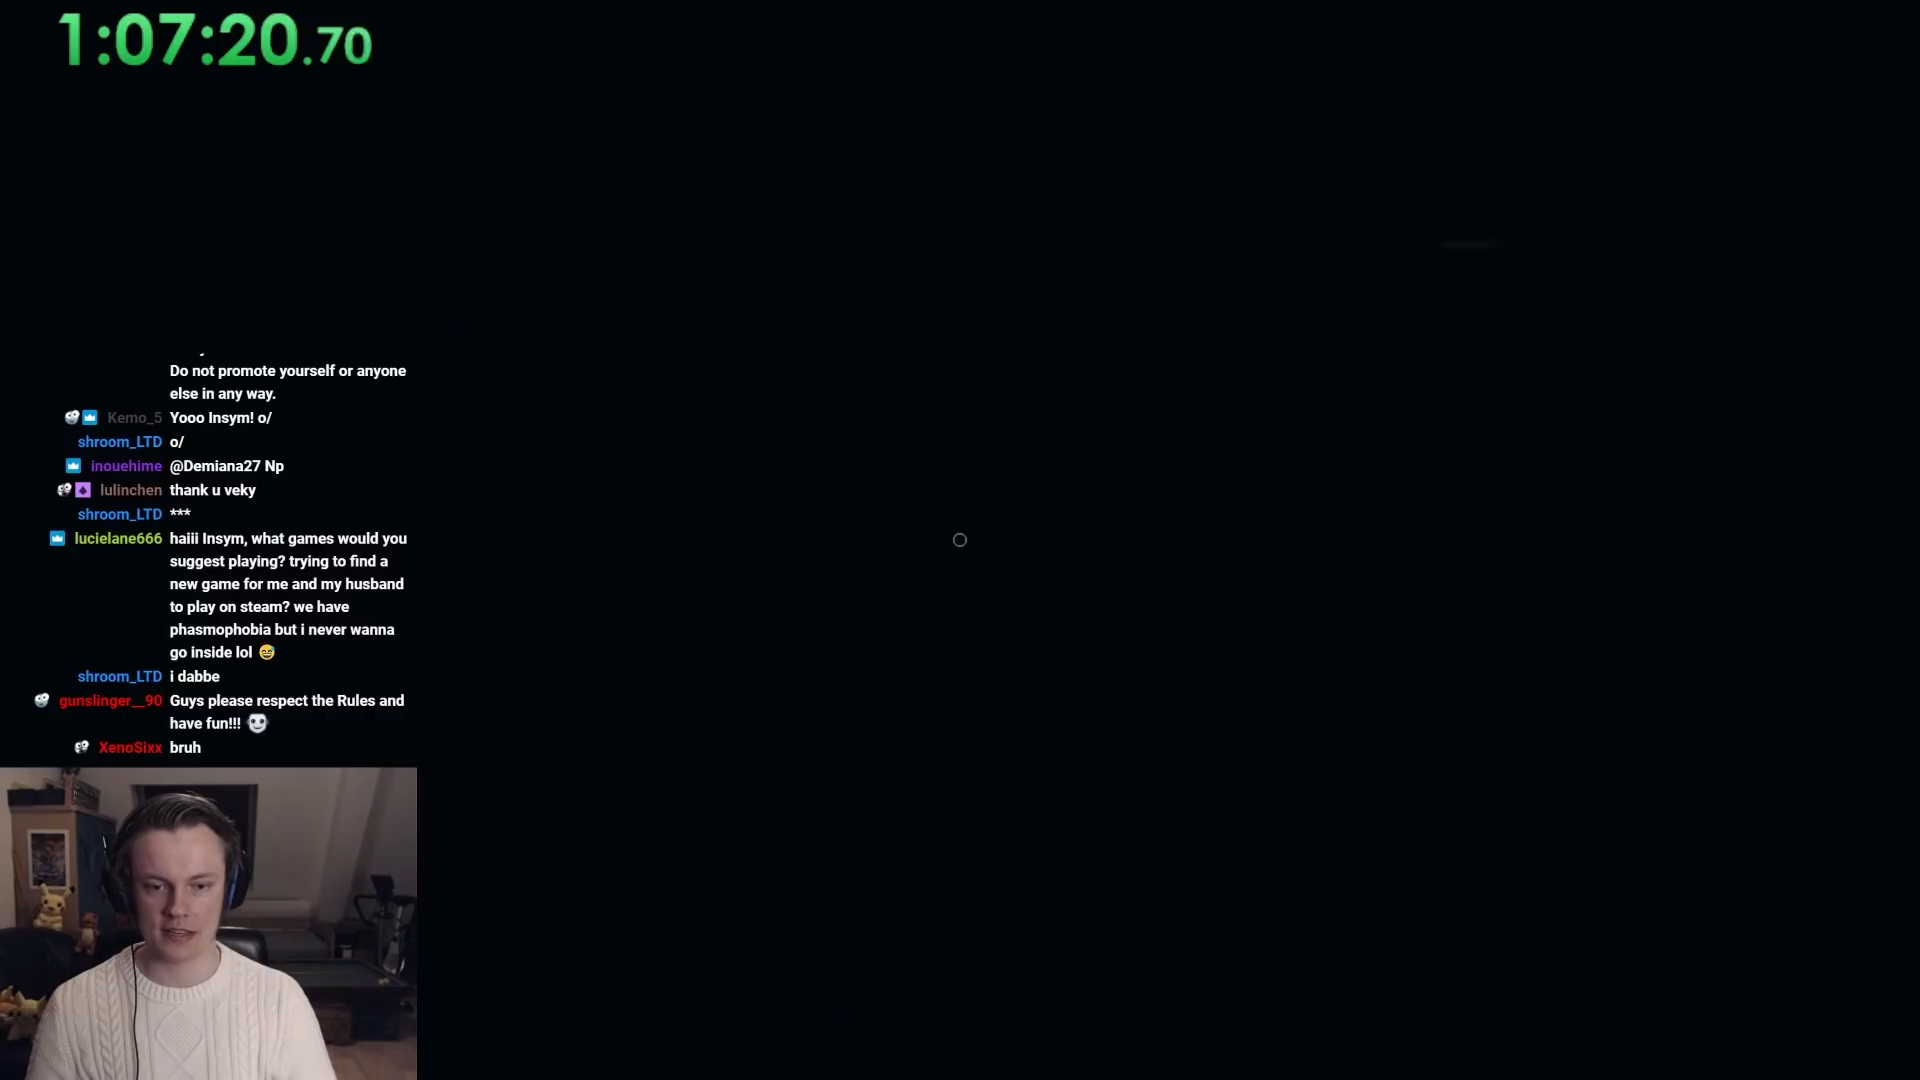 1:07:20.70
Do not promote yourself or anyone
else in any way.
Kemo_5 Yooo Insym! o/
shroom_LTD o/
inouehime @Demiana27 Np
lulinchen thank u veky
shroom_LTD ***
lucielane666 haiii Insym, what games would you
suggest playing? trying to find a
new game for me and my husband
to play on steam? we have
phasmophobia but i never wanna
go inside lol 😅
shroom_LTD i dabbe
gunslinger__90 Guys please respect the Rules and
have fun!!!
XenoSixx bruh